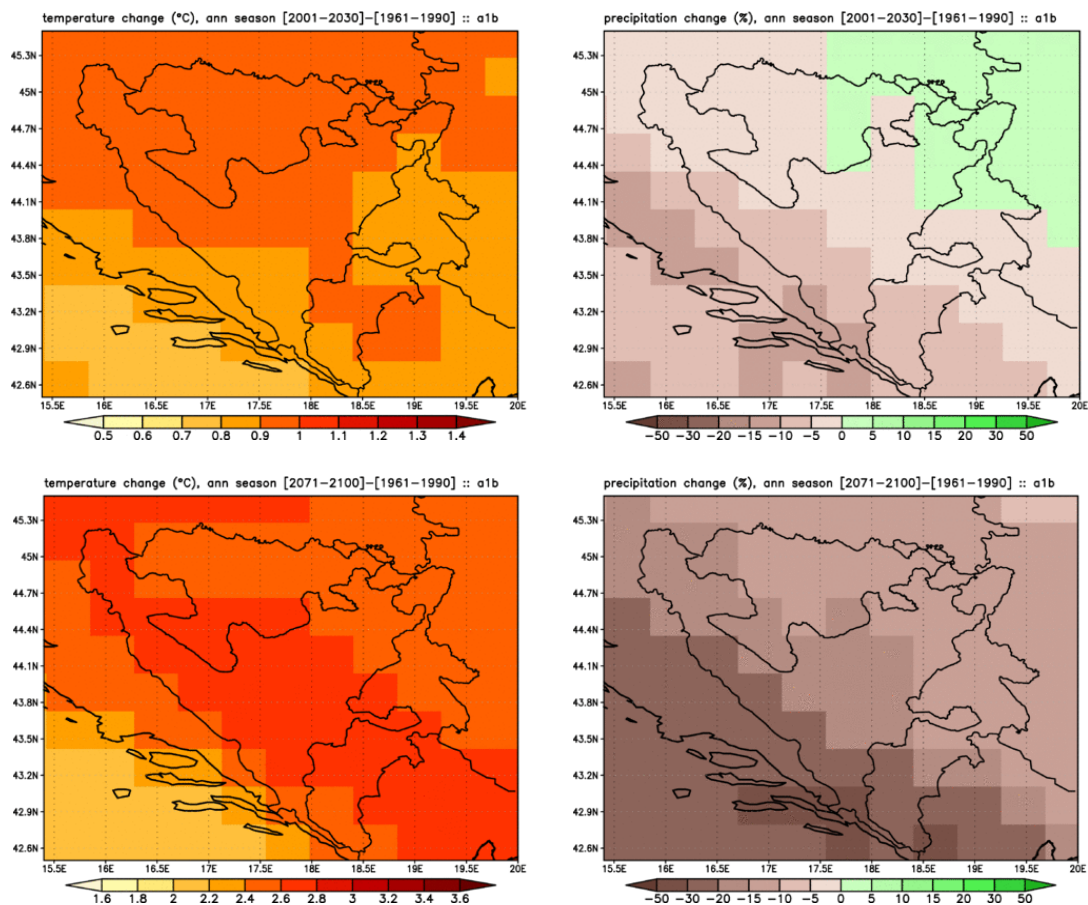 temperature change (°C), ann season [2001-2030]-[1961-1990] :: a1b
45.3N
45N
44.7N
44.4N
44.1N
43.8N
43.5N
43.2N
42.9N
42.6N
15.5E 16E 16.5E 17E 17.5E 18E 18.5E 19E 19.5E 20E
0.5 0.6 0.7 0.8 0.9 1 1.1 1.2 1.3 1.4
precipitation change (%), ann season [2001-2030]-[1961-1990] :: a1b
45.3N
45N
44.7N
44.4N
44.1N
43.8N
43.5N
43.2N
42.9N
42.6N
15.5E 16E 16.5E 17E 17.5E 18E 18.5E 19E 19.5E 20E
-50 -30 -20 -15 -10 -5 0 5 10 15 20 30 50
temperature change (°C), ann season [2071-2100]-[1961-1990] :: a1b
45.3N
45N
44.7N
44.4N
44.1N
43.8N
43.5N
43.2N
42.9N
42.6N
15.5E 16E 16.5E 17E 17.5E 18E 18.5E 19E 19.5E 20E
1.6 1.8 2 2.2 2.4 2.6 2.8 3 3.2 3.4 3.6
precipitation change (%), ann season [2071-2100]-[1961-1990] :: a1b
45.3N
45N
44.7N
44.4N
44.1N
43.8N
43.5N
43.2N
42.9N
42.6N
15.5E 16E 16.5E 17E 17.5E 18E 18.5E 19E 19.5E 20E
-50 -30 -20 -15 -10 -5 0 5 10 15 20 30 50